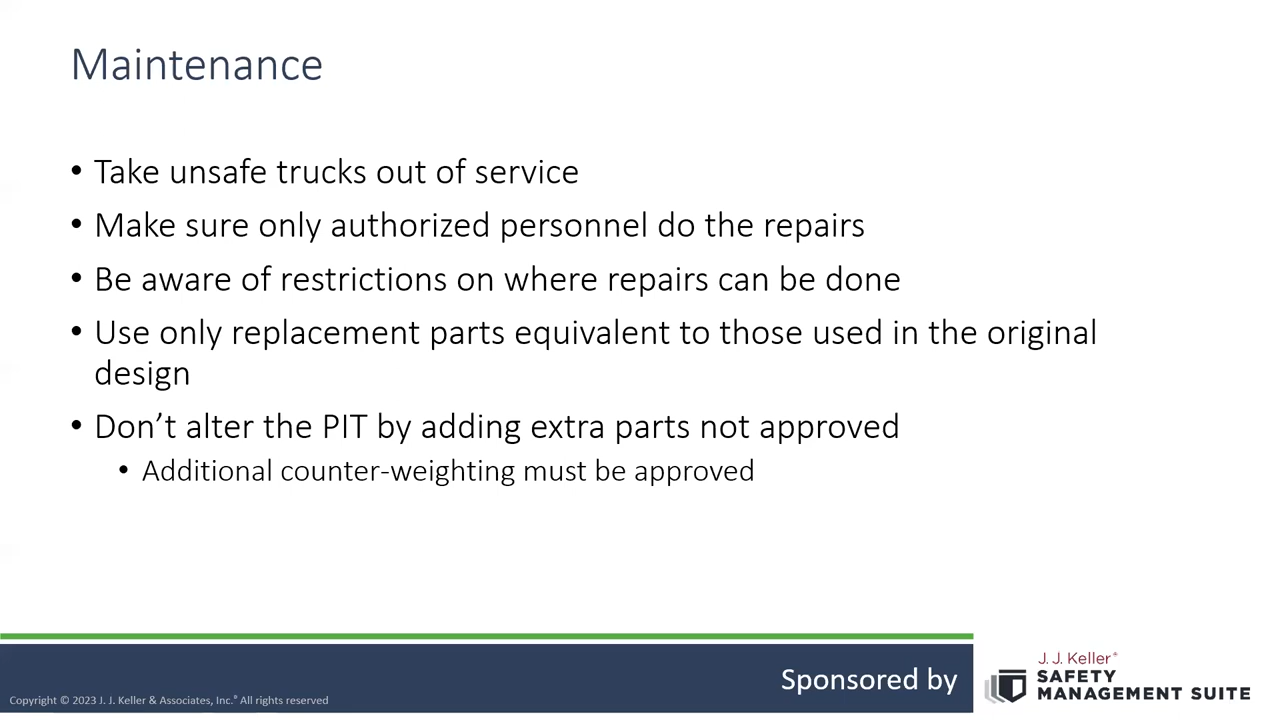 Maintenance
• Take unsafe trucks out of service
• Make sure only authorized personnel do the repairs
• Be aware of restrictions on where repairs can be done
• Use only replacement parts equivalent to those used in the original
design
• Don’t alter the PIT by adding extra parts not approved
• Additional counter-weighting must be approved
Sponsored by
J. J. Keller®
SAFETY
MANAGEMENT SUITE
Copyright © 2023 J. J. Keller & Associates, Inc.® All rights reserved